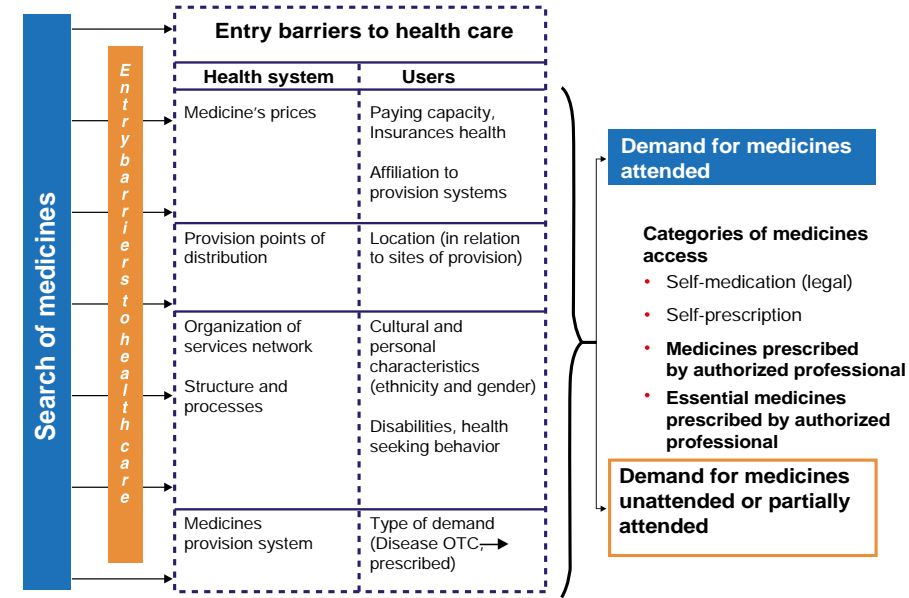 Search of medicines
Entry barriers to health care
Entry barriers to health care
Health system
Users
Medicine's prices
Paying capacity,
Insurances health
Affiliation to
provision systems
Provision points of
distribution
Location (in relation
to sites of provision)
Organization of
services network
Structure and
processes
Cultural and
personal
characteristics
(ethnicity and gender)
Disabilities, health
seeking behavior
Medicines
provision system
Type of demand
(Disease OTC,
prescribed)
Demand for medicines
attended
Categories of medicines
access
• Self-medication (legal)
• Self-prescription
• Medicines prescribed
by authorized professional
• Essential medicines
prescribed by authorized
professional
Demand for medicines
unattended or partially
attended